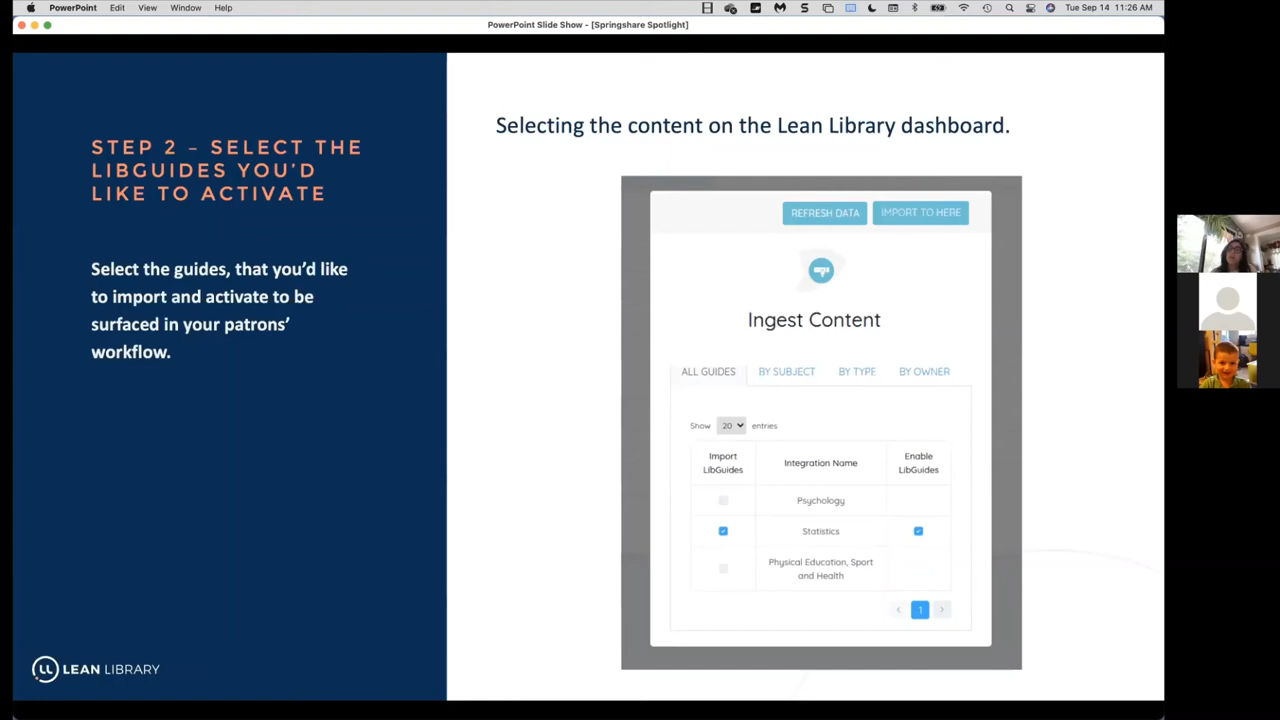 PowerPoint Edit View Window Help Tue Sep 14 11:26 AM
PowerPoint Slide Show - [Springshare Spotlight]
STEP 2 – SELECT THE
LIBGUIDES YOU'D
LIKE TO ACTIVATE
Select the guides, that you'd like
to import and activate to be
surfaced in your patrons'
workflow.
LL LEAN LIBRARY
Selecting the content on the Lean Library dashboard.
REFRESH DATA IMPORT TO HERE
Ingest Content
ALL GUIDES BY SUBJECT BY TYPE BY OWNER
Show 20 entries
Import
LibGuides
Integration Name
Enable
LibGuides
Psychology
Statistics
Physical Education, Sport
and Health
1